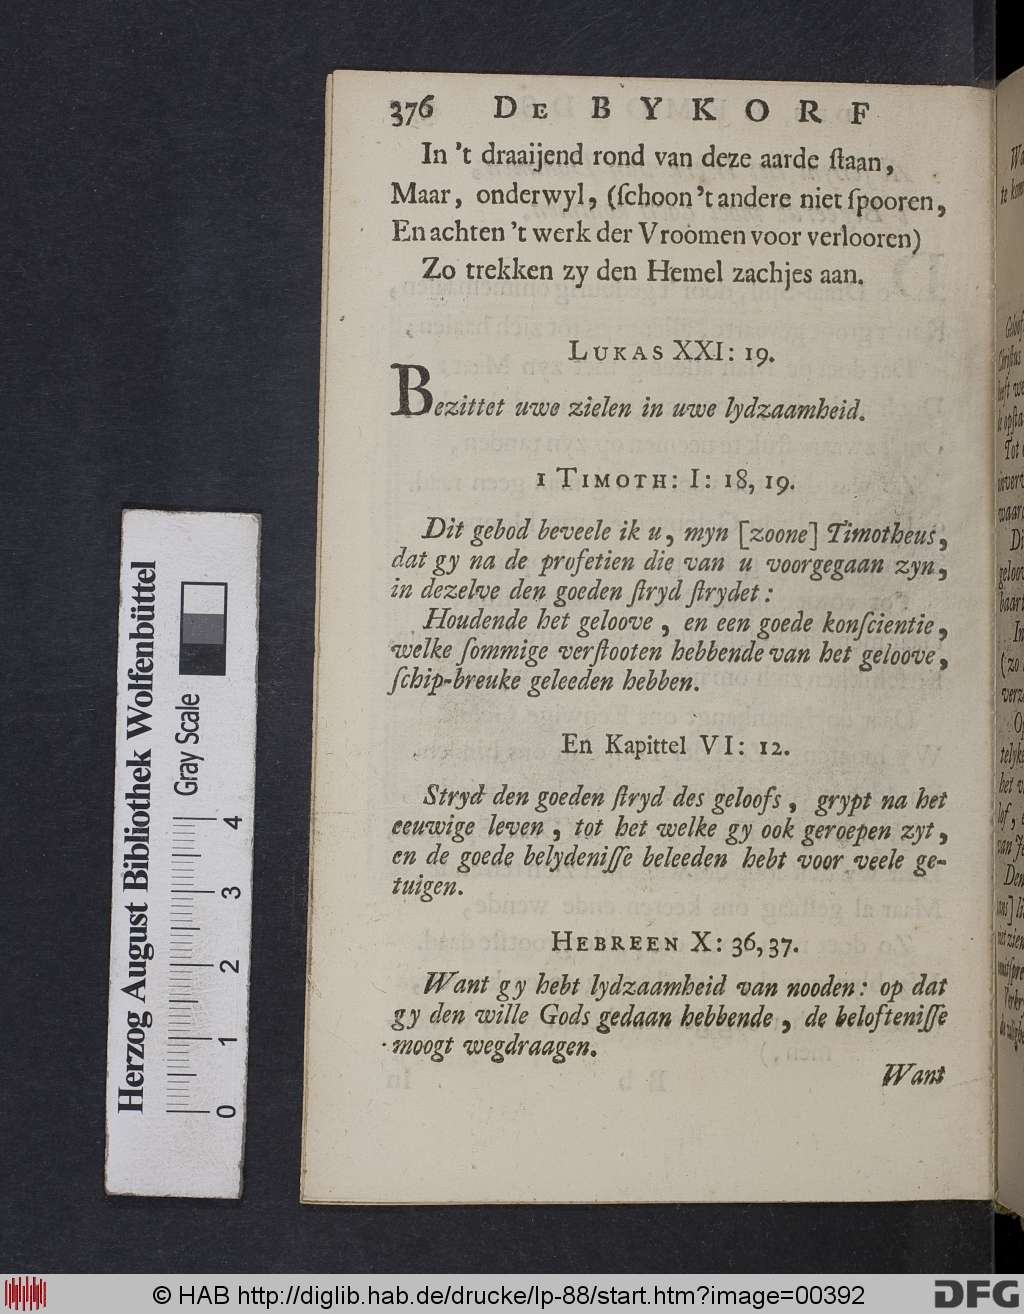 376 DE BYKORF
In 't draaijend rond van deze aarde ſtaan,
Maar, onderwyl, (ſchoon 't andere niet ſpooren,
En achten 't werk der Vroomen voor verlooren)
Zo trekken zy den Hemel zachjes aan.
LUKAS XXI: 19.
Bezittet uwe zielen in uwe lydzaamheid.
1 TIMOTH: I: 18, 19.
Dit gebod beveele ik u, myn [zoone] Timotheus,
dat gy na de profetien die van u voorgegaan zyn,
in dezelve den goeden ſtryd ſtrydet:
Houdende het geloove, en een goede konſcientie,
welke ſommige verſtooten hebbende van het geloove,
ſchip-breuke geleeden hebben.
En Kapittel VI: 12.
Stryd den goeden ſtryd des geloofs, grypt na het
eeuwige leven, tot het welke gy ook geroepen zyt,
en de goede belydeniſſe beleeden hebt voor veele ge-
tuigen.
HEBREEN X: 36, 37.
Want gy hebt lydzaamheid van nooden: op dat
gy den wille Gods gedaan hebbende, de belofteniſſe
moogt wegdraagen.
Want
Herzog August Bibliothek Wolfenbüttel
Gray Scale
0 1 2 3 4
© HAB http://diglib.hab.de/drucke/lp-88/start.htm?image=00392
DFG